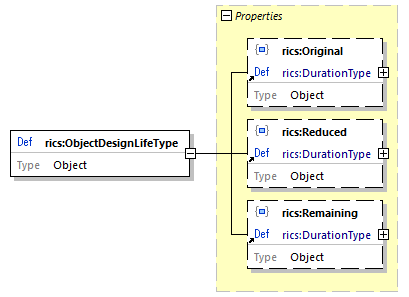 Properties
rics:Original
Def rics:DurationType
Type Object
rics:Reduced
Def rics:DurationType
Type Object
rics:Remaining
Def rics:DurationType
Type Object
Def rics:ObjectDesignLifeType
Type Object